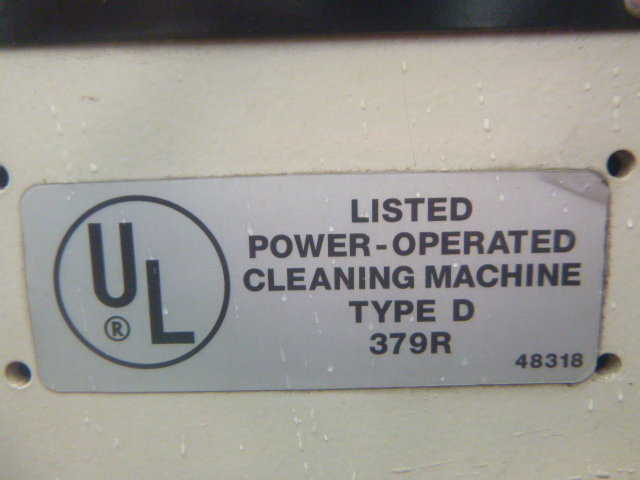 UL
®
LISTED
POWER-OPERATED
CLEANING MACHINE
TYPE D
379R
48318